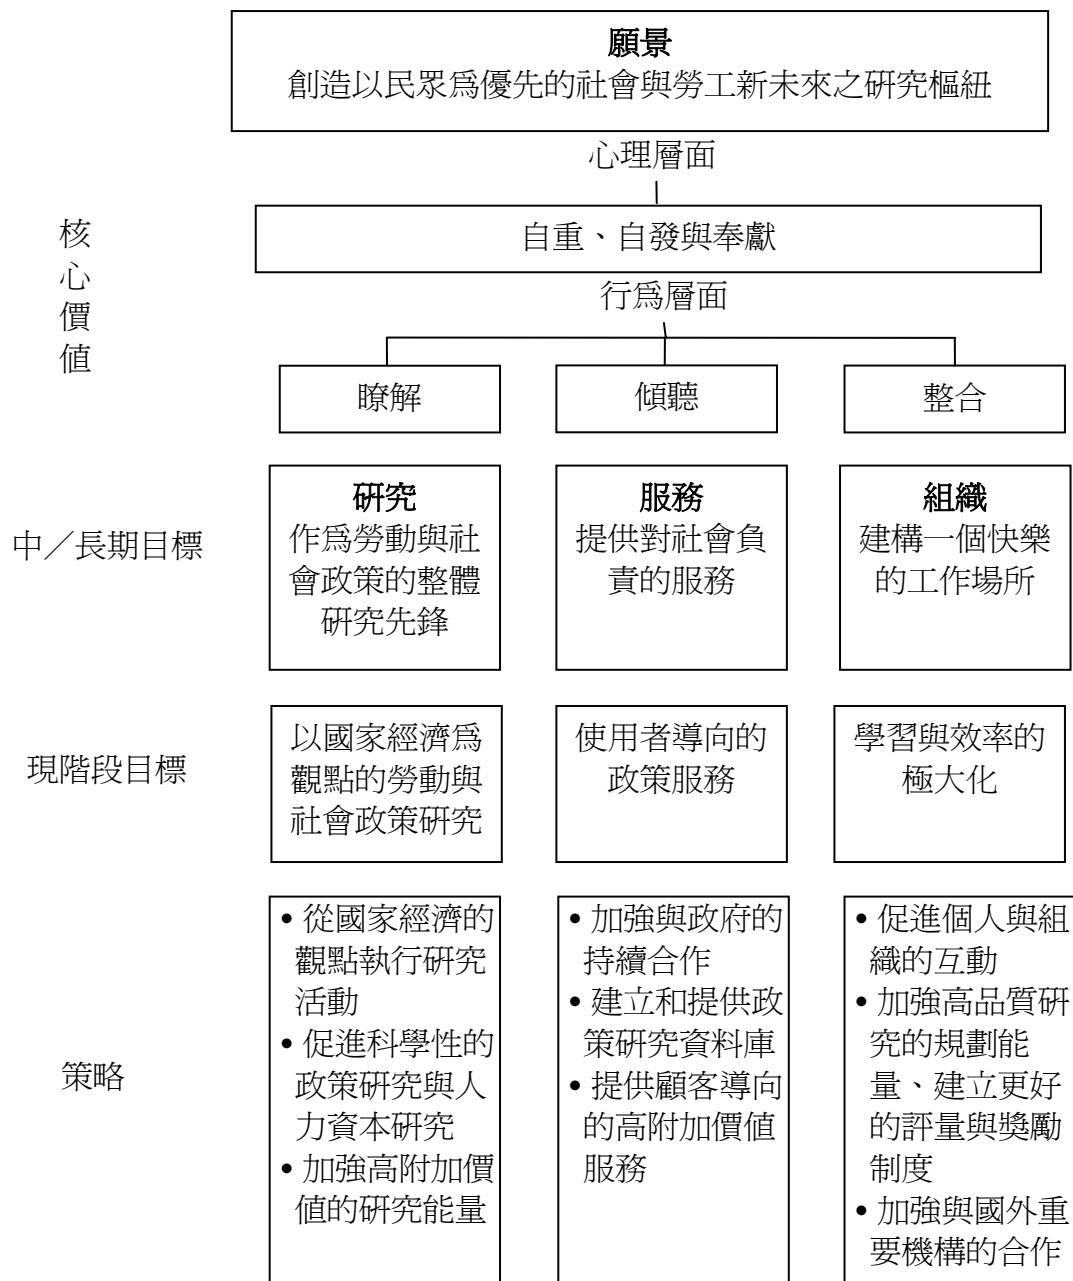 願景
創造以民眾為優先的社會與勞工新未來之研究樞紐
心理層面
核
心
價
值
自重、自發與奉獻
行為層面
瞭解
傾聽
整合
中／長期目標
研究
作為勞動與社
會政策的整體
研究先鋒
服務
提供對社會負
責的服務
組織
建構一個快樂
的工作場所
現階段目標
以國家經濟為
觀點的勞動與
社會政策研究
使用者導向的
政策服務
學習與效率的
極大化
策略
• 從國家經濟的
觀點執行研究
活動
• 促進科學性的
政策研究與人
力資本研究
• 加強高附加價
值的研究能量
• 加強與政府的
持續合作
• 建立和提供政
策研究資料庫
• 提供顧客導向
的高附加價值
服務
• 促進個人與組
織的互動
• 加強高品質研
究的規劃能
量、建立更好
的評量與獎勵
制度
• 加強與國外重
要機構的合作